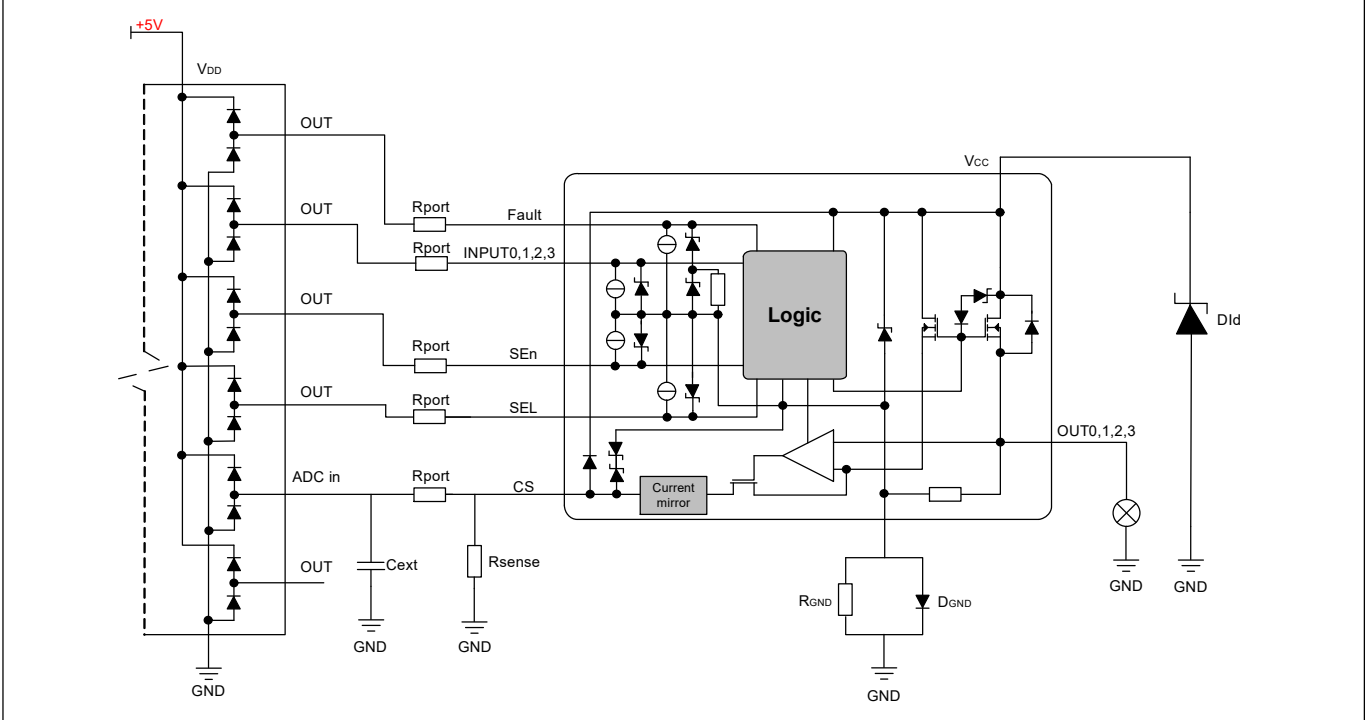 +5V
VDD
OUT
OUT
OUT
OUT
ADC in
OUT
GND
Rport
Rport
Rport
Rport
Rport
Fault
INPUT0,1,2,3
SEn
SEL
CS
Cext
GND
Rsense
GND
VCC
Logic
Current
mirror
OUT0,1,2,3
RGND
DGND
GND
GND
Dld
GND